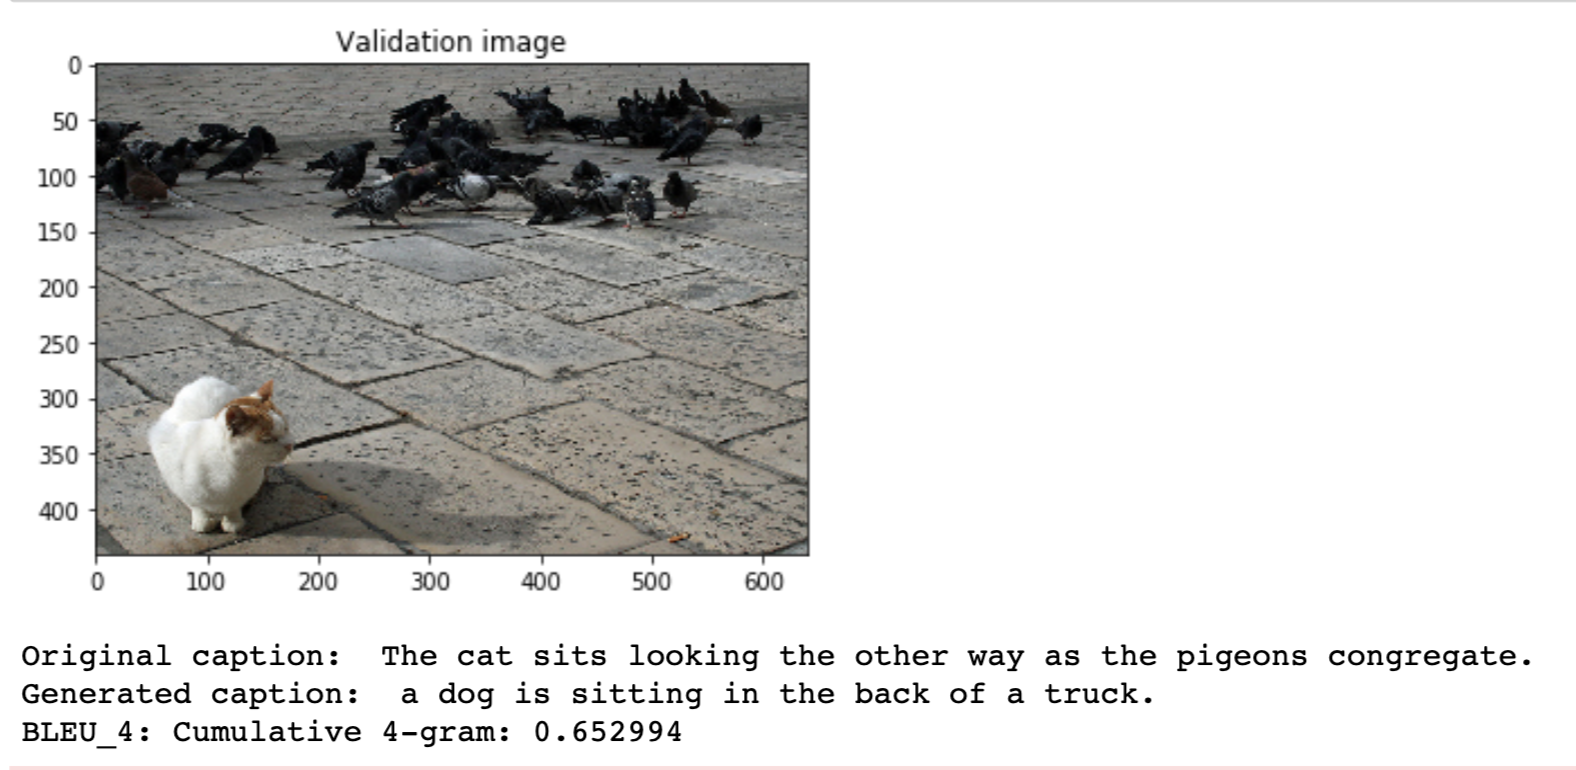 Validation image
0
50
100
150
200
250
300
350
400
0 100 200 300 400 500 600
Original caption:  The cat sits looking the other way as the pigeons congregate.
Generated caption:  a dog is sitting in the back of a truck.
BLEU_4: Cumulative 4-gram: 0.652994